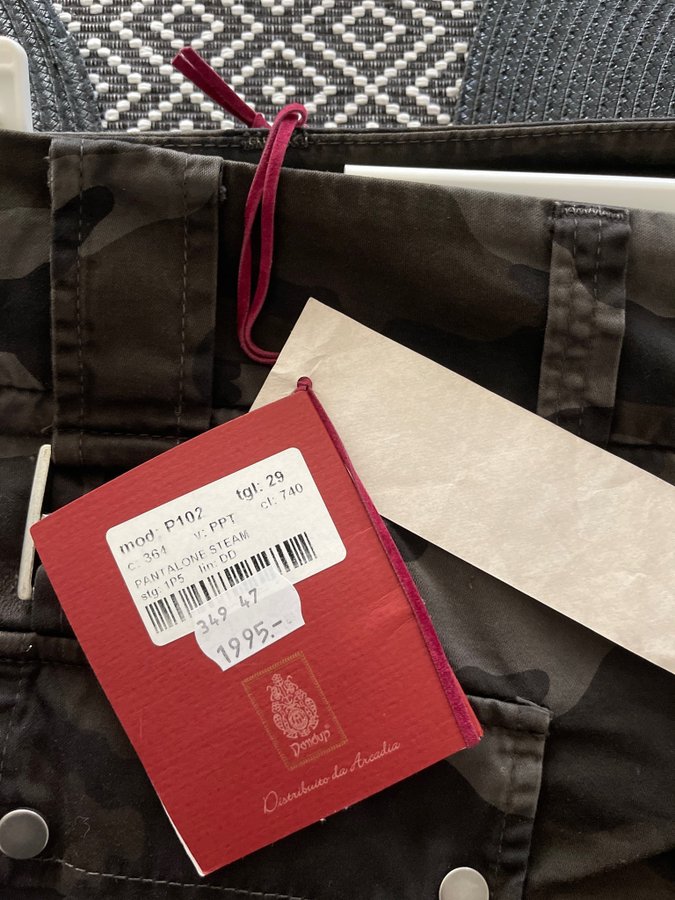 mod: P102 tgl: 29
c: 364 v: PPT cl: 740
PANTALONE STEAM
stg: 1P5 lin: DD
349 47
1995.-
Dondup®
Distribuito da Arcadia